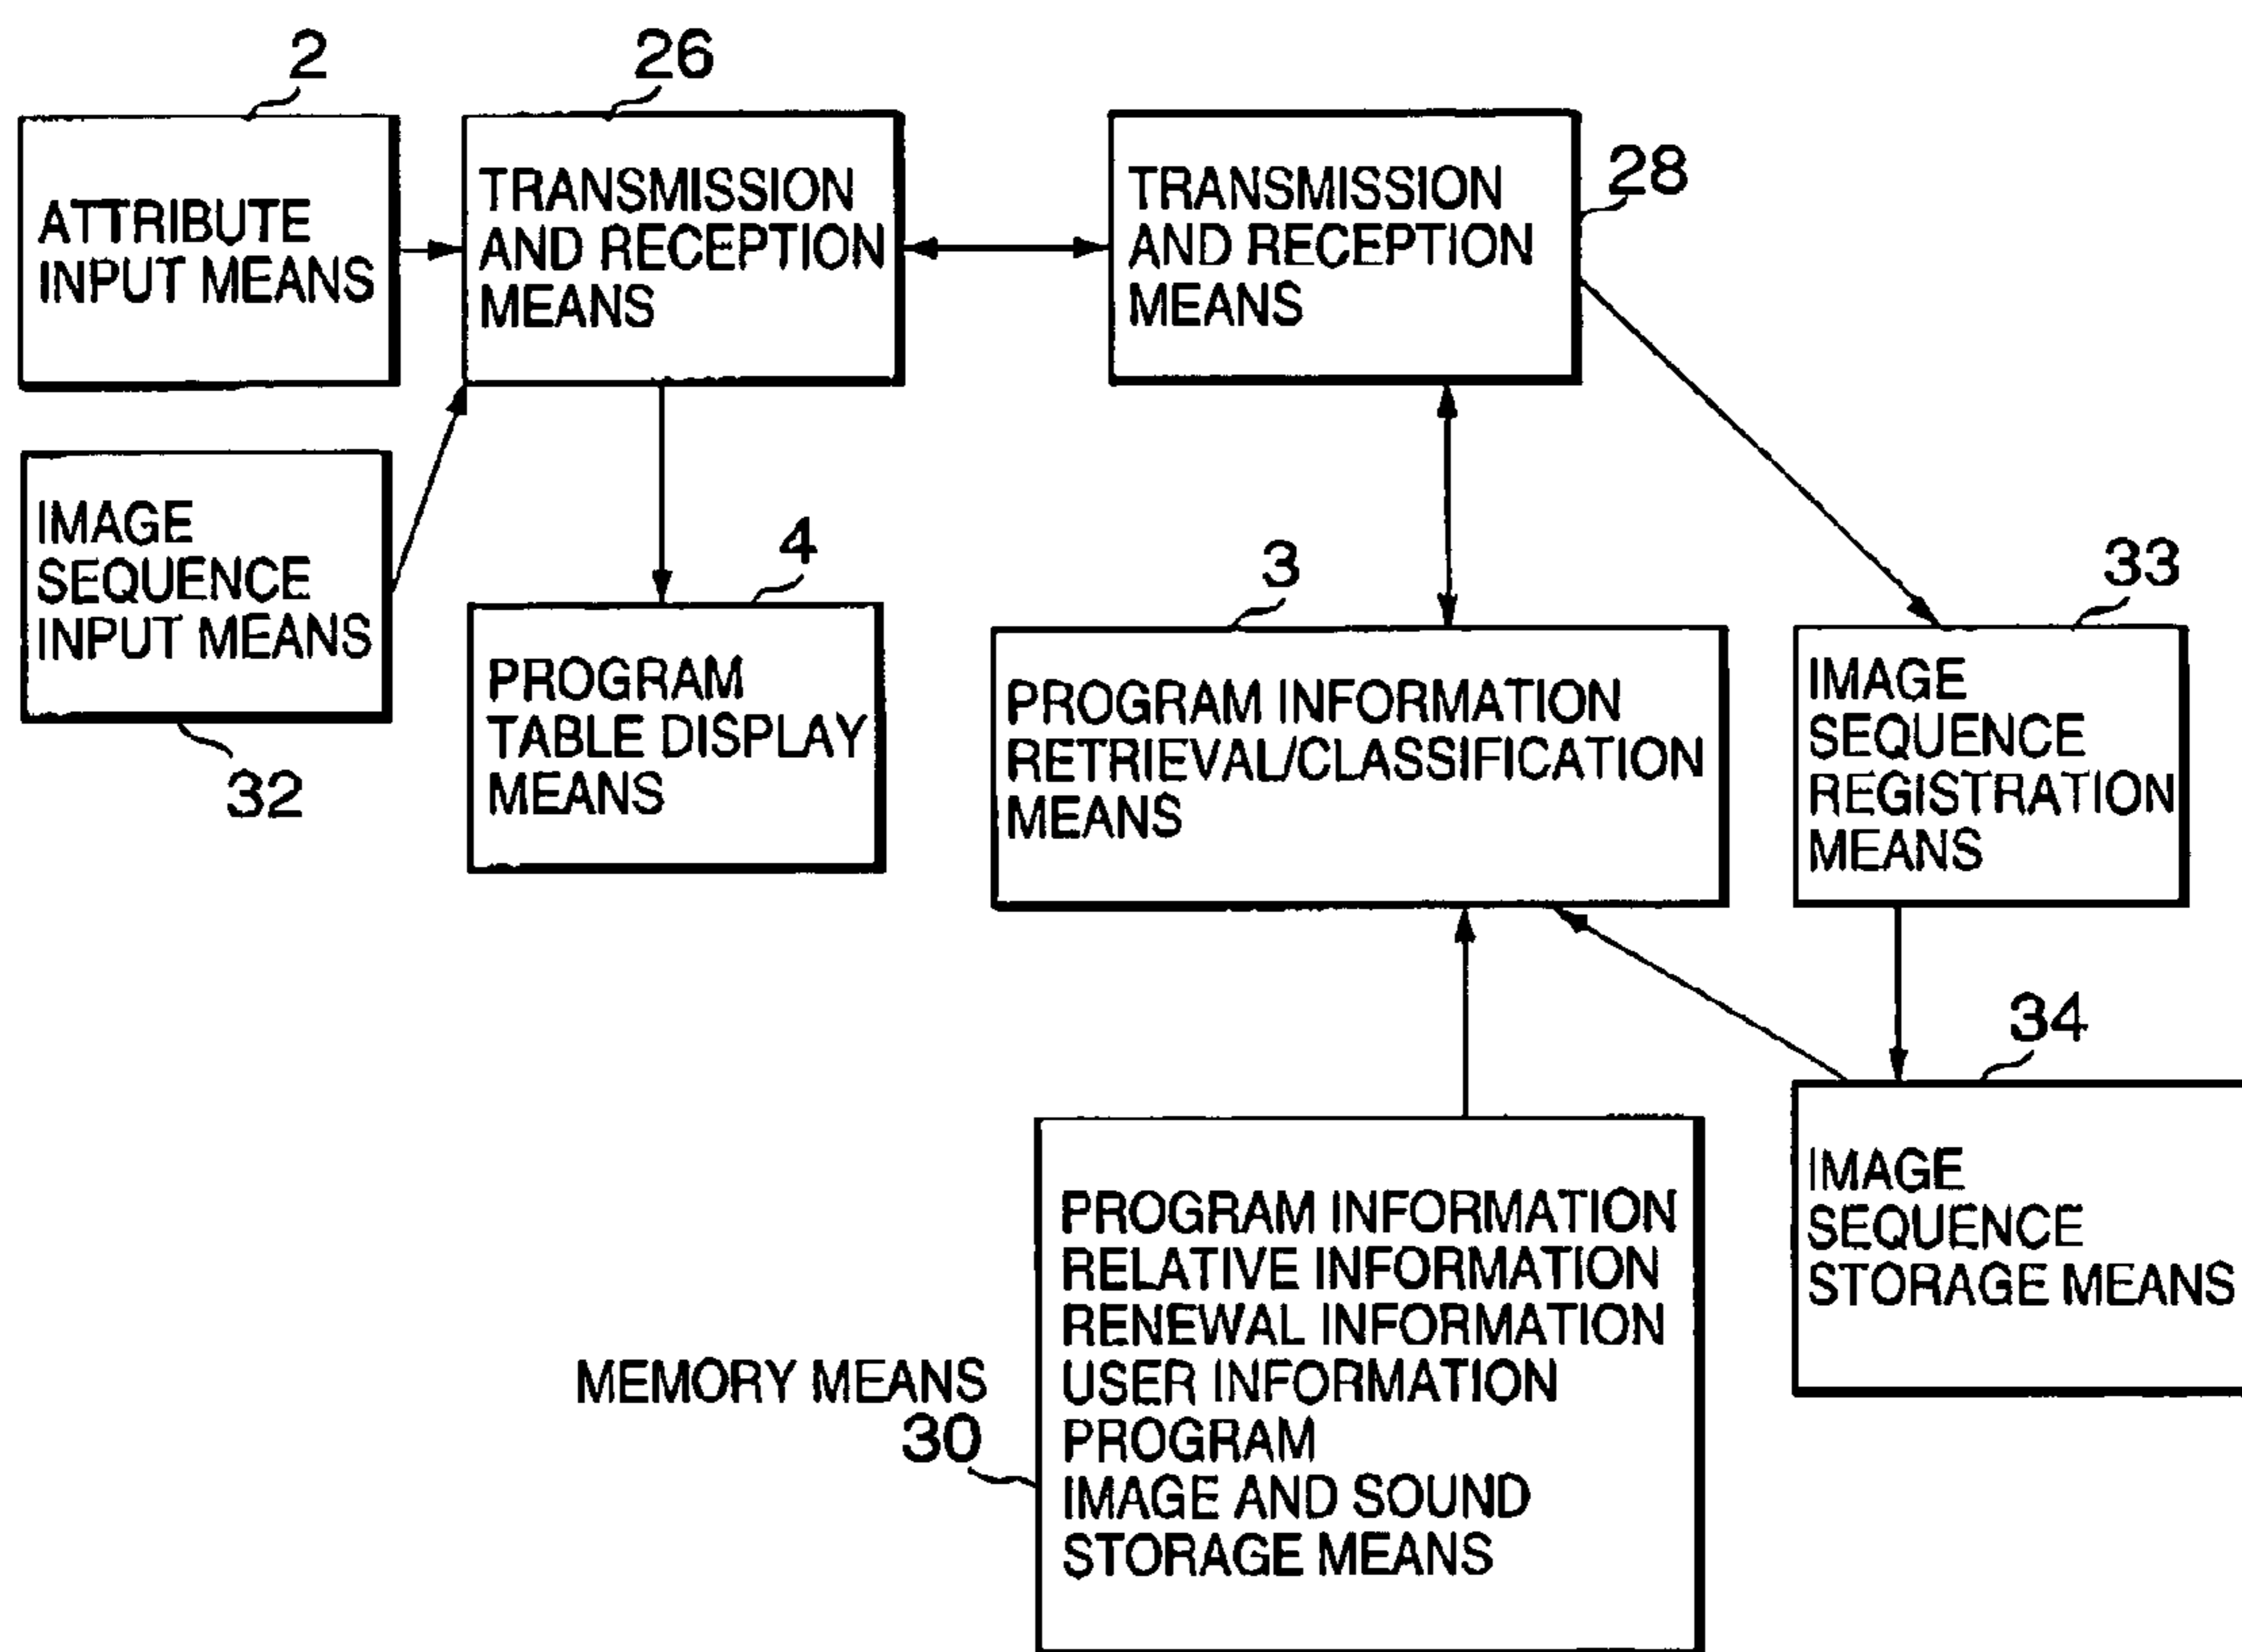 2
26
ATTRIBUTE
INPUT MEANS
TRANSMISSION
AND RECEPTION
MEANS
TRANSMISSION
AND RECEPTION
MEANS
28
IMAGE
SEQUENCE
INPUT MEANS
32
4
PROGRAM
TABLE DISPLAY
MEANS
3
PROGRAM INFORMATION
RETRIEVAL/CLASSIFICATION
MEANS
33
IMAGE
SEQUENCE
REGISTRATION
MEANS
34
IMAGE
SEQUENCE
STORAGE MEANS
MEMORY MEANS
30
PROGRAM INFORMATION
RELATIVE INFORMATION
RENEWAL INFORMATION
USER INFORMATION
PROGRAM
IMAGE AND SOUND
STORAGE MEANS